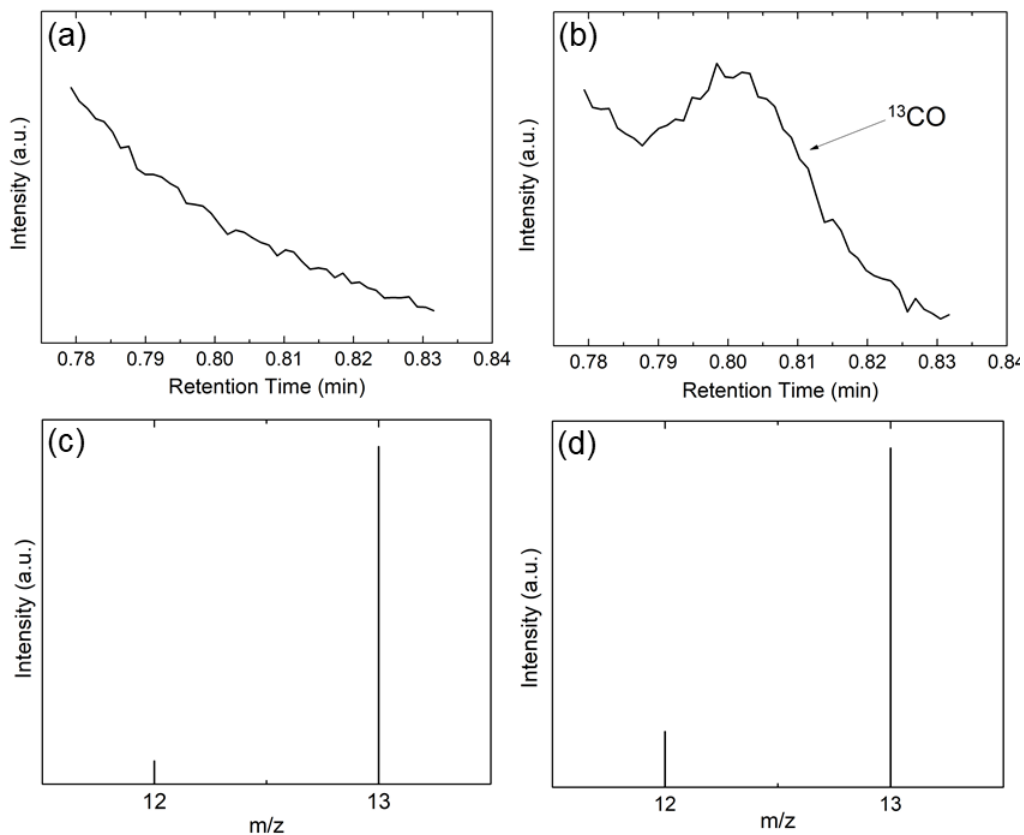 (a)
Intensity (a.u.)
0.78 0.79 0.80 0.81 0.82 0.83 0.84
Retention Time (min)
(b)
¹³CO
Intensity (a.u.)
0.78 0.79 0.80 0.81 0.82 0.83 0.84
Retention Time (min)
(c)
Intensity (a.u.)
12 13
m/z
(d)
Intensity (a.u.)
12 13
m/z